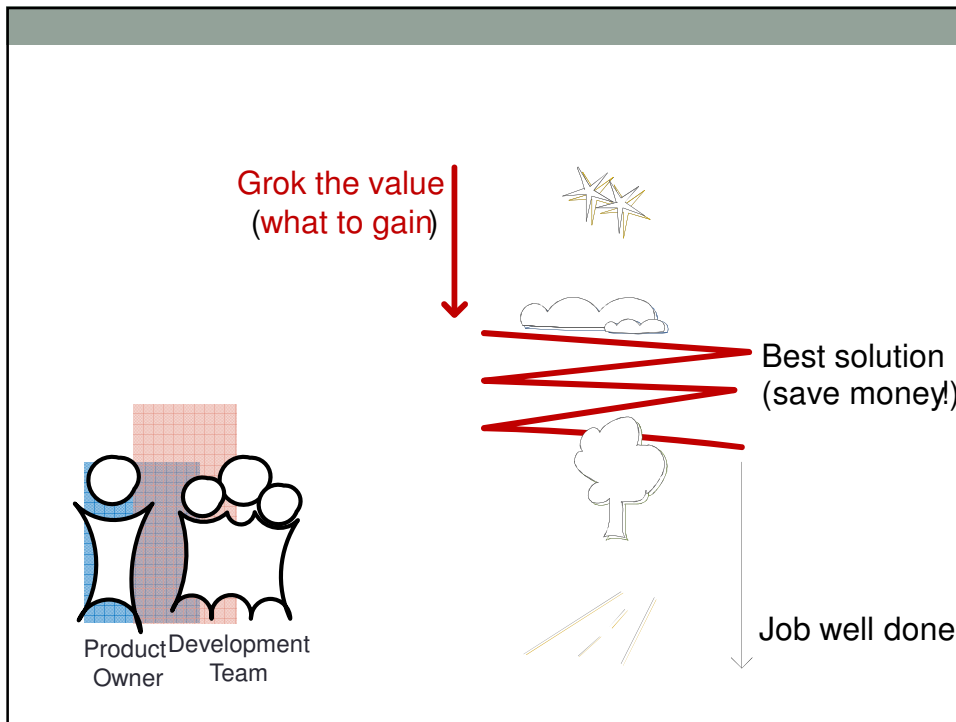 Grok the value
(what to gain)
Best solution
(save money!)
Product
Owner
Development
Team
Job well done